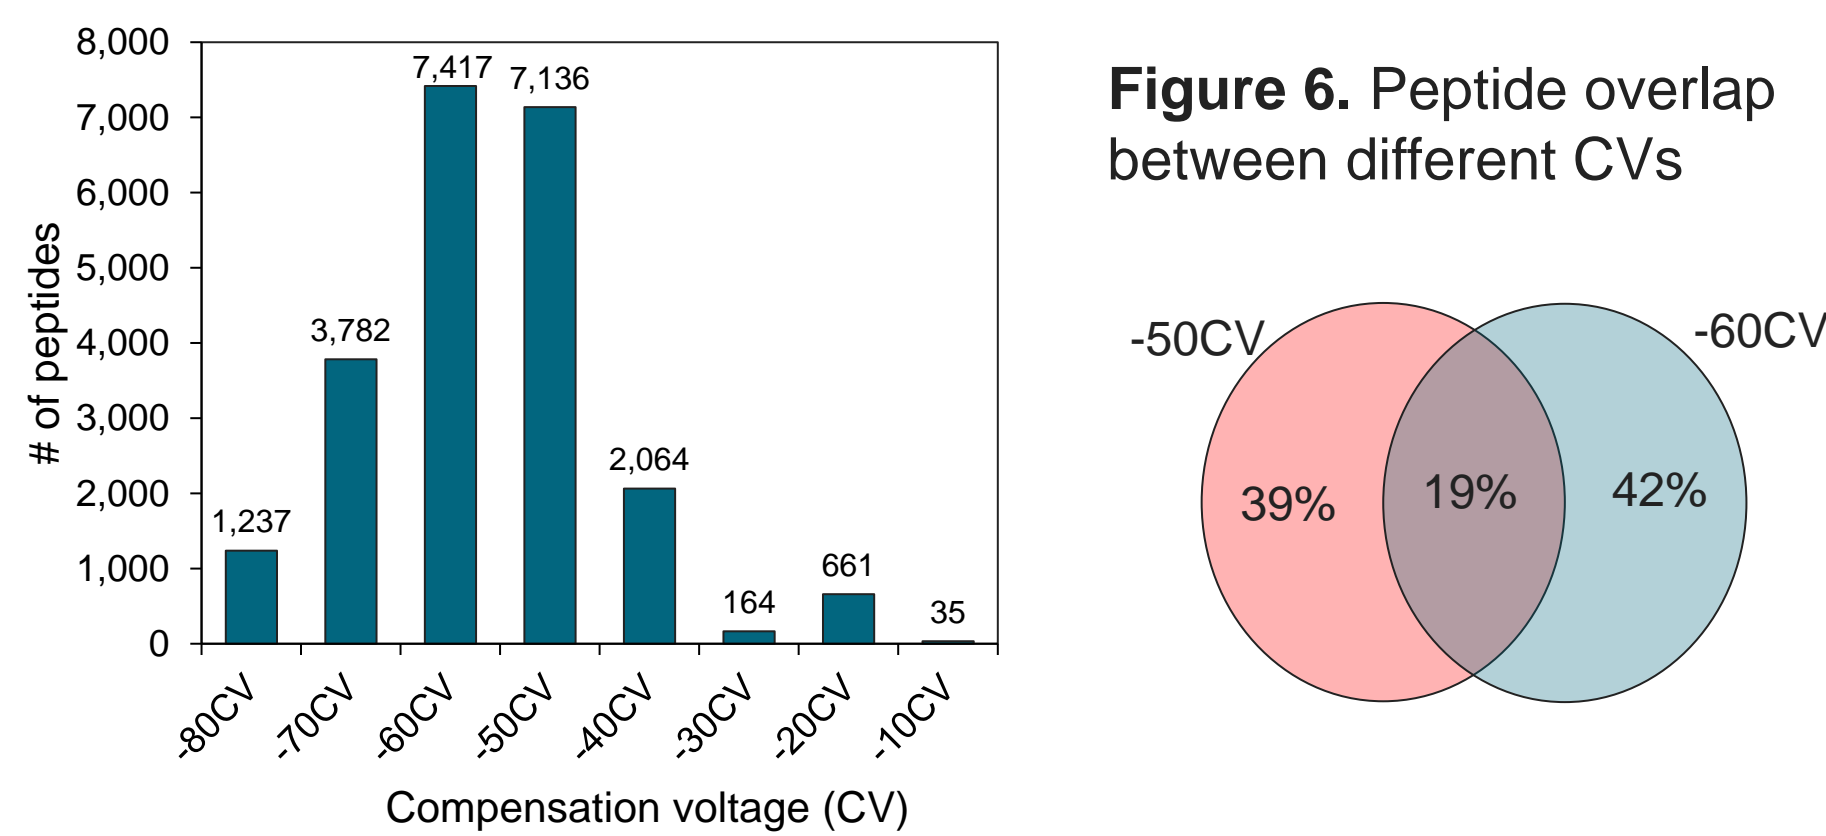 8,000
7,000
6,000
5,000
4,000
3,000
2,000
1,000
0
# of peptides
1,237
3,782
7,417
7,136
2,064
164
661
35
-80CV
-70CV
-60CV
-50CV
-40CV
-30CV
-20CV
-10CV
Compensation voltage (CV)
Figure 6. Peptide overlap
between different CVs
-50CV
-60CV
39%
19%
42%